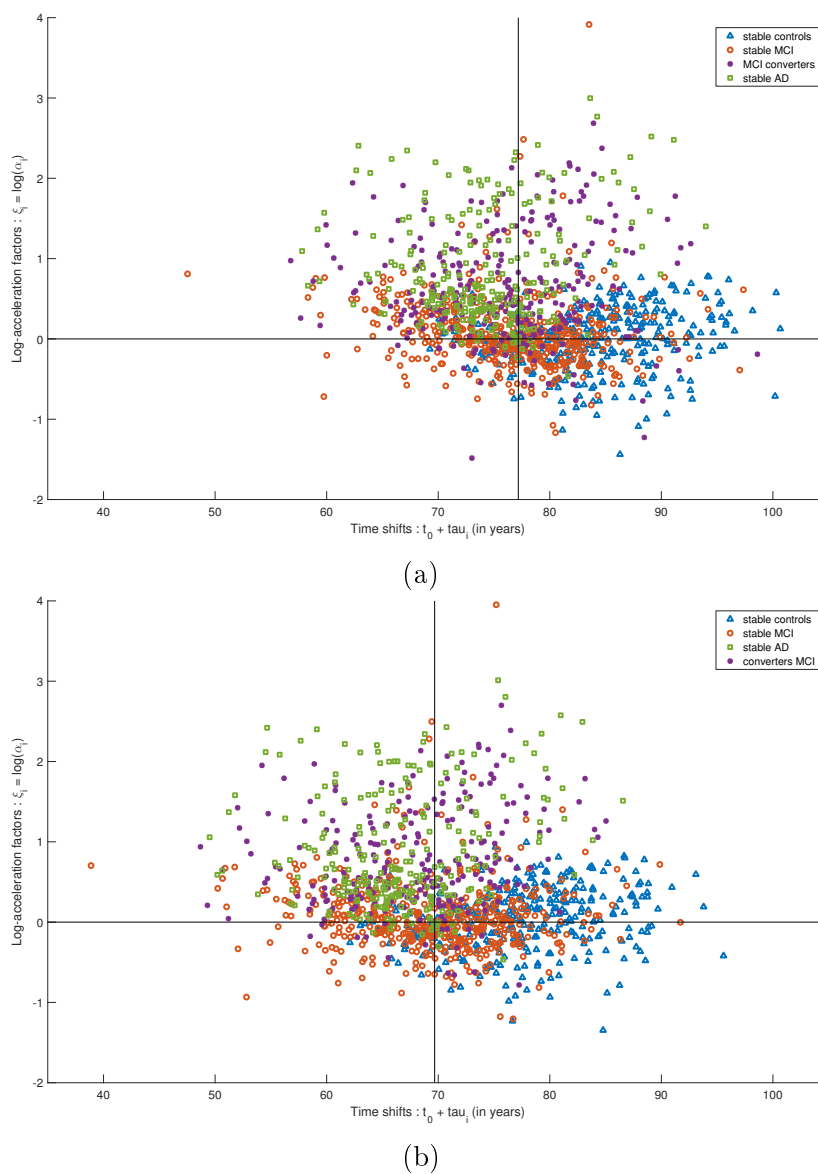 4
3
2
1
0
-1
-2
Log-acceleration factors : ξi = log(αi)
stable controls
stable MCI
MCI converters
stable AD
40 50 60 70 80 90 100
Time shifts : t0 + taui (in years)
(a)
4
3
2
1
0
-1
-2
Log-acceleration factors : ξi = log(αi)
stable controls
stable MCI
stable AD
converters MCI
40 50 60 70 80 90 100
Time shifts : t0 + taui (in years)
(b)